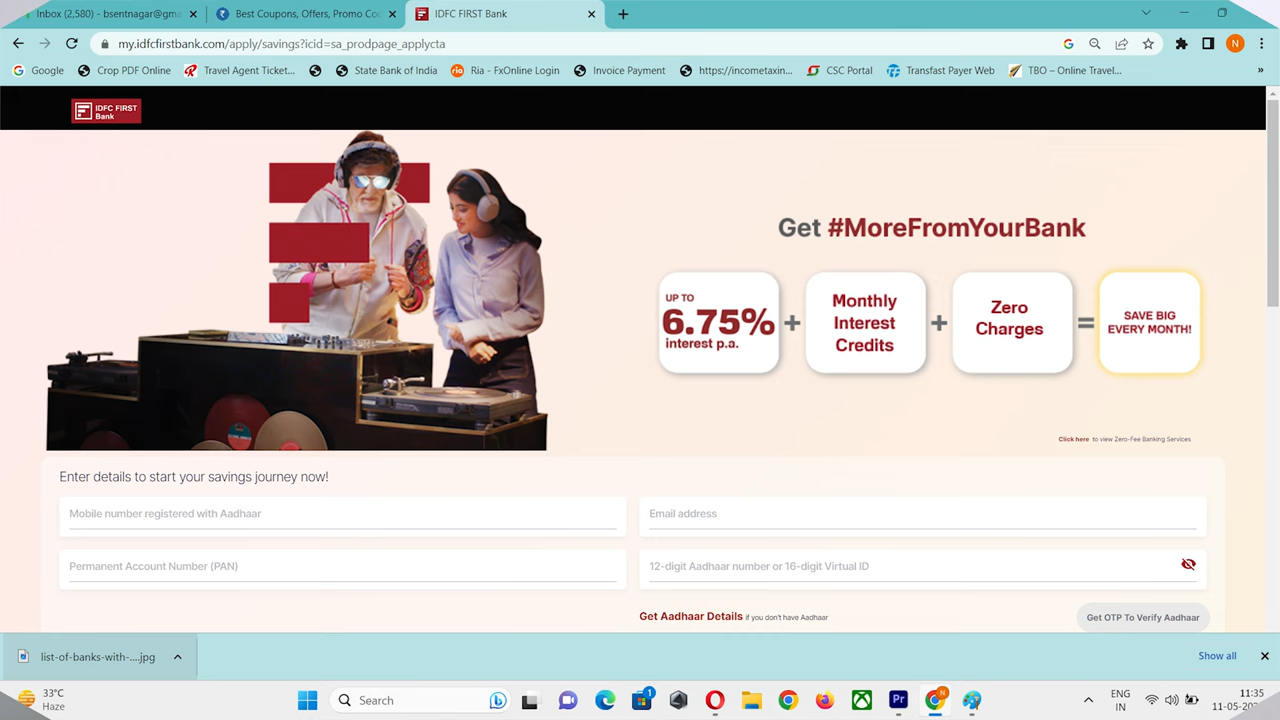 Inbox (2,580) - bsentnagar@gm
Best Coupons, Offers, Promo Co
IDFC FIRST Bank
my.idfcfirstbank.com/apply/savings?icid=sa_prodpage_applycta
N
Google
Crop PDF Online
Travel Agent Ticket...
State Bank of India
Ria - FxOnline Login
Invoice Payment
https://incometaxin...
CSC Portal
Transfast Payer Web
TBO – Online Travel...
»
IDFC FIRST
Bank
Get #MoreFromYourBank
UP TO
6.75%
interest p.a.
+
Monthly
Interest
Credits
+
Zero
Charges
=
SAVE BIG
EVERY MONTH!
Click here to view Zero-Fee Banking Services
Enter details to start your savings journey now!
Mobile number registered with Aadhaar
Email address
Permanent Account Number (PAN)
12-digit Aadhaar number or 16-digit Virtual ID
Get Aadhaar Details if you don't have Aadhaar
Get OTP To Verify Aadhaar
list-of-banks-with-....jpg
Show all
33°C
Haze
Search
1
Pr
N
ENG
IN
11:35
11-05-20